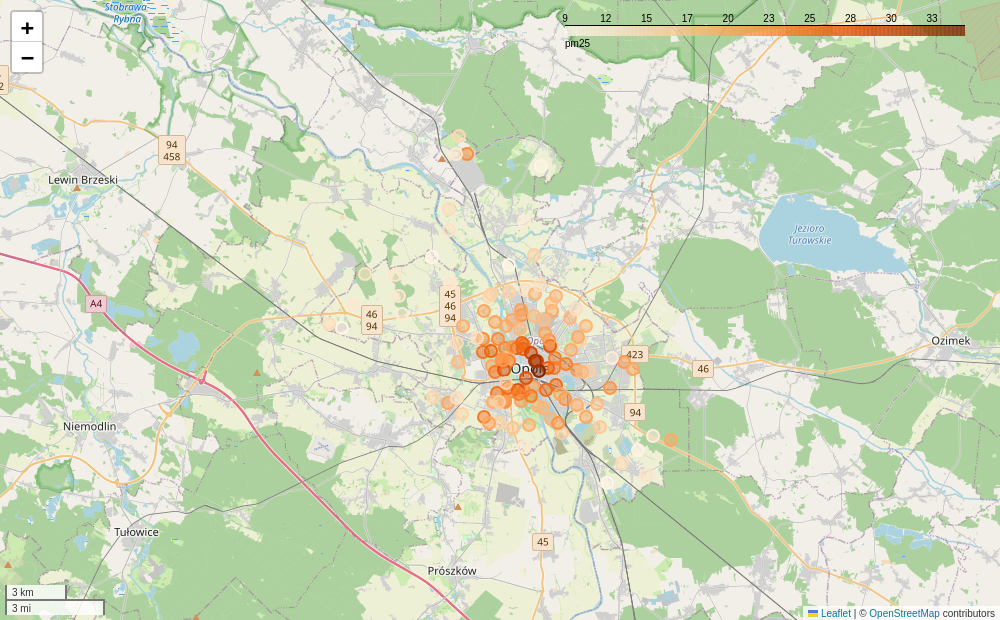 Stobrawa
Rybna
+
−
9 12 15 17 20 23 25 28 30 33
pm25
2
94
458
Lewin Brzeski
Jezioro
Turawskie
A4
45
46
94
46
94
Opole
423
46
Ozimek
94
Niemodlin
Tułowice
45
Prószków
3 km
3 mi
Leaflet | © OpenStreetMap contributors